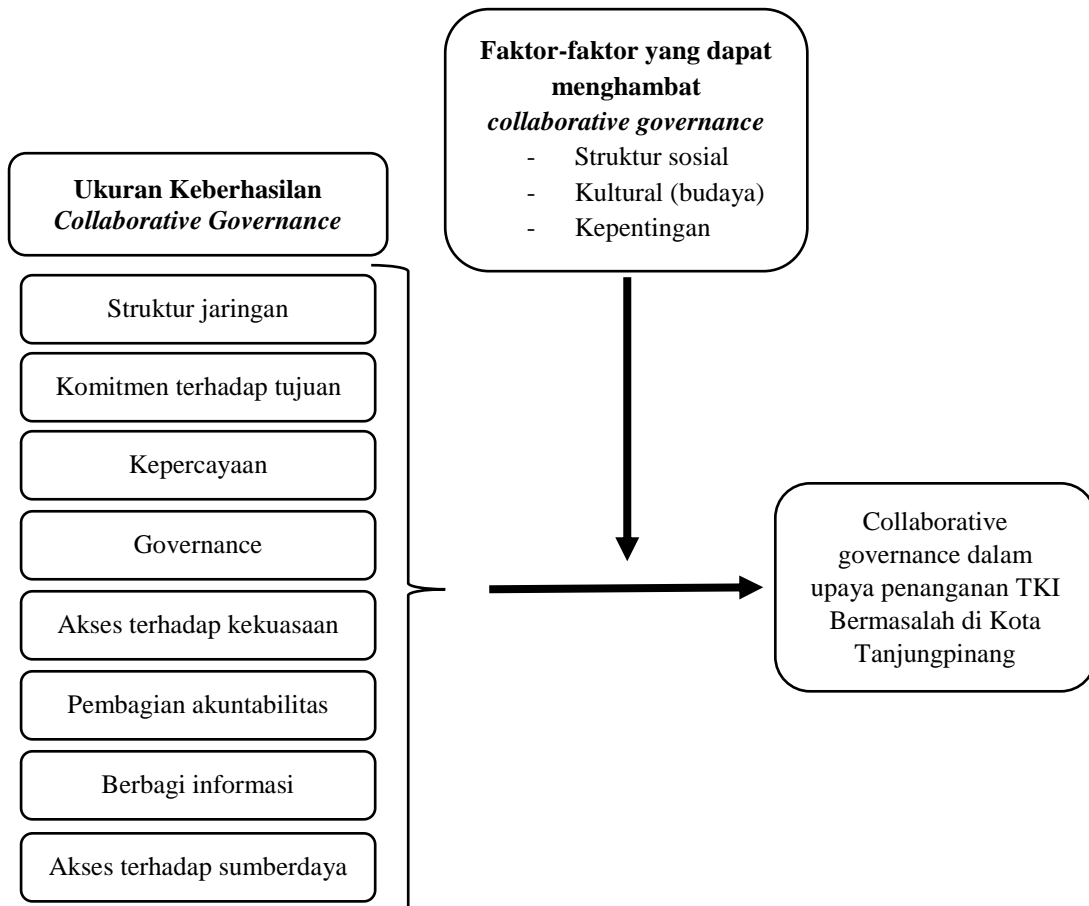 Faktor-faktor yang dapat
menghambat
collaborative governance
- Struktur sosial
- Kultural (budaya)
- Kepentingan
Ukuran Keberhasilan
Collaborative Governance
Struktur jaringan
Komitmen terhadap tujuan
Kepercayaan
Governance
Akses terhadap kekuasaan
Pembagian akuntabilitas
Berbagi informasi
Akses terhadap sumberdaya
Collaborative
governance dalam
upaya penanganan TKI
Bermasalah di Kota
Tanjungpinang